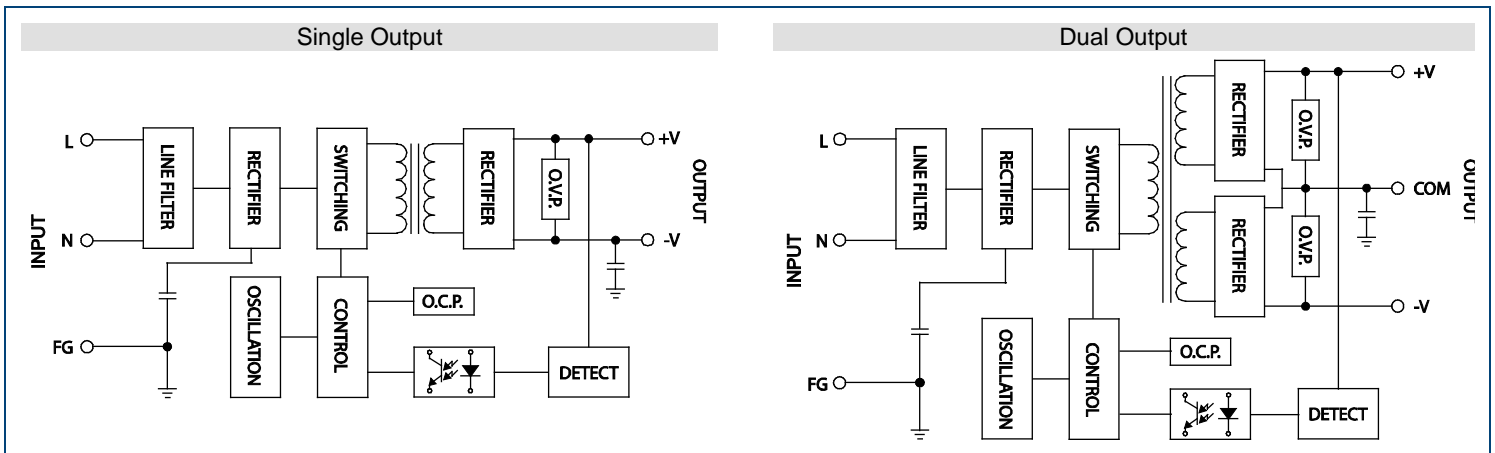 Single Output
L
N
FG
INPUT
LINE FILTER
RECTIFIER
SWITCHING
RECTIFIER
O.V.P.
+V
-V
OUTPUT
OSCILLATION
CONTROL
O.C.P.
DETECT
Dual Output
L
N
FG
INPUT
LINE FILTER
RECTIFIER
SWITCHING
RECTIFIER
RECTIFIER
O.V.P.
O.V.P.
+V
COM
-V
OUTPUT
OSCILLATION
CONTROL
O.C.P.
DETECT